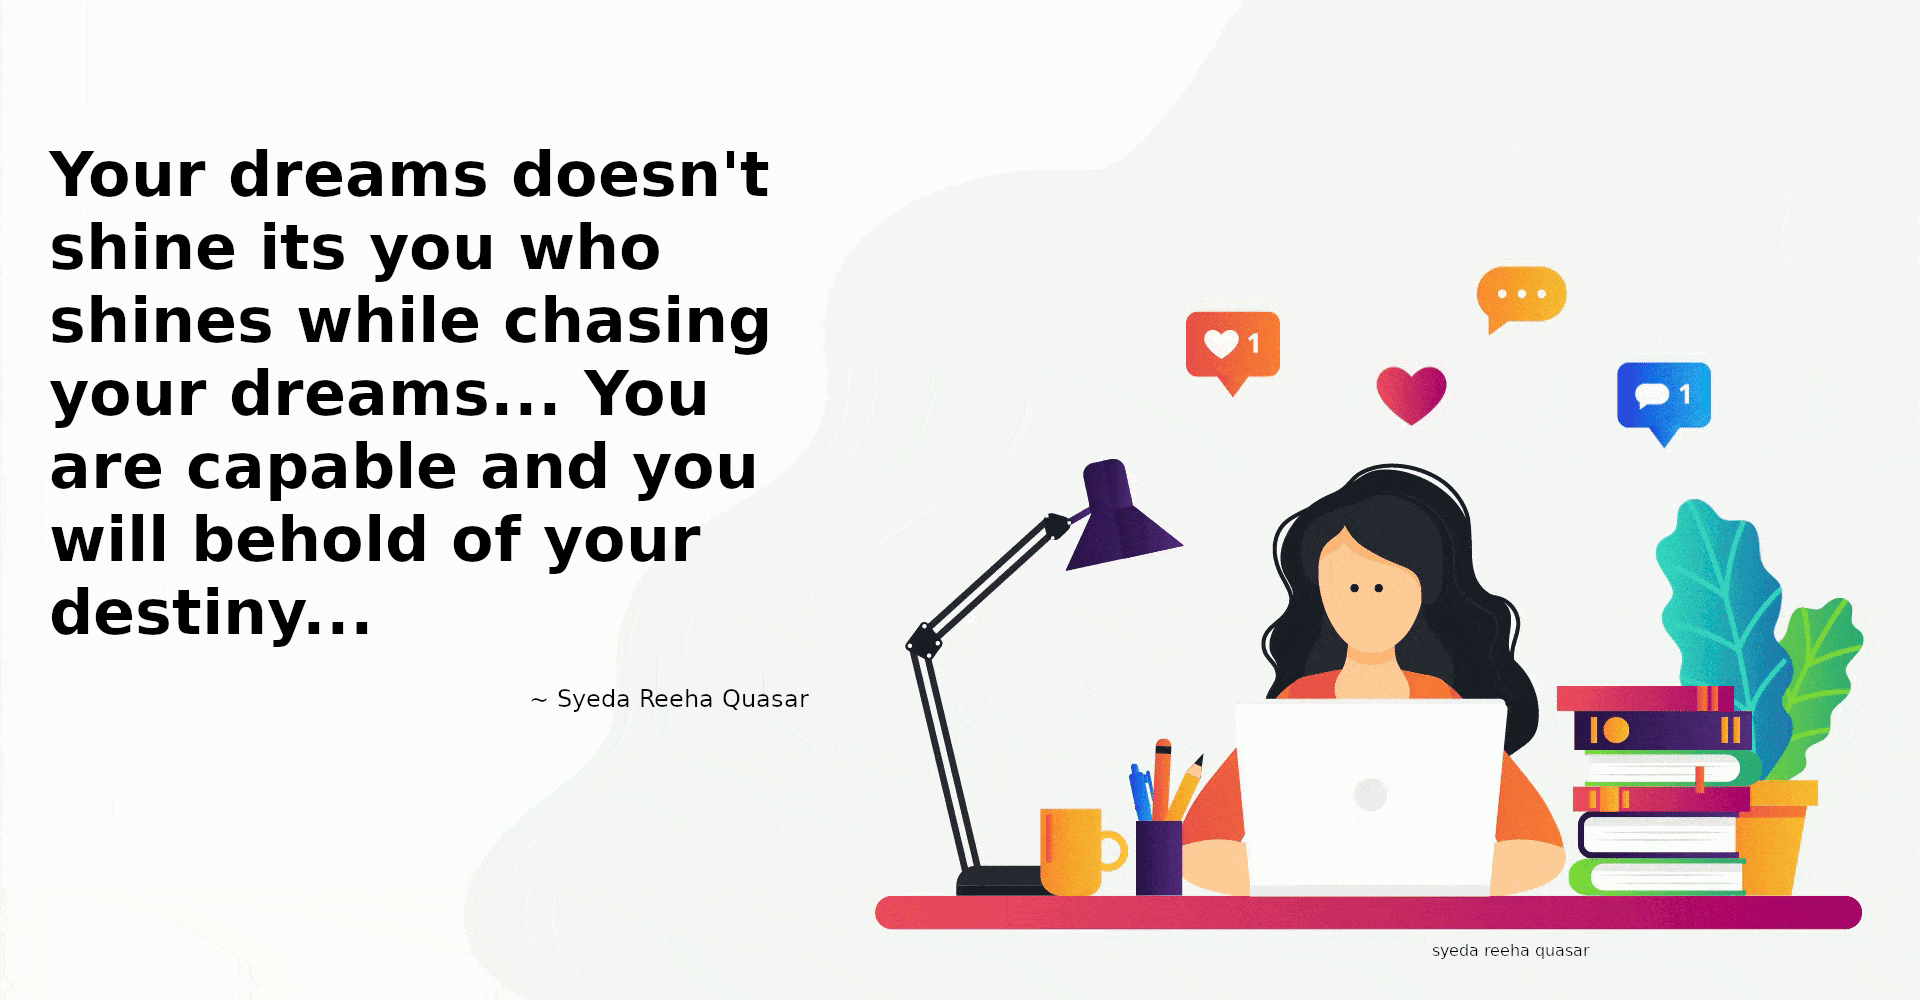 Your dreams doesn't
shine its you who
shines while chasing
your dreams... You
are capable and you
will behold of your
destiny...
~ Syeda Reeha Quasar
1
1
syeda reeha quasar